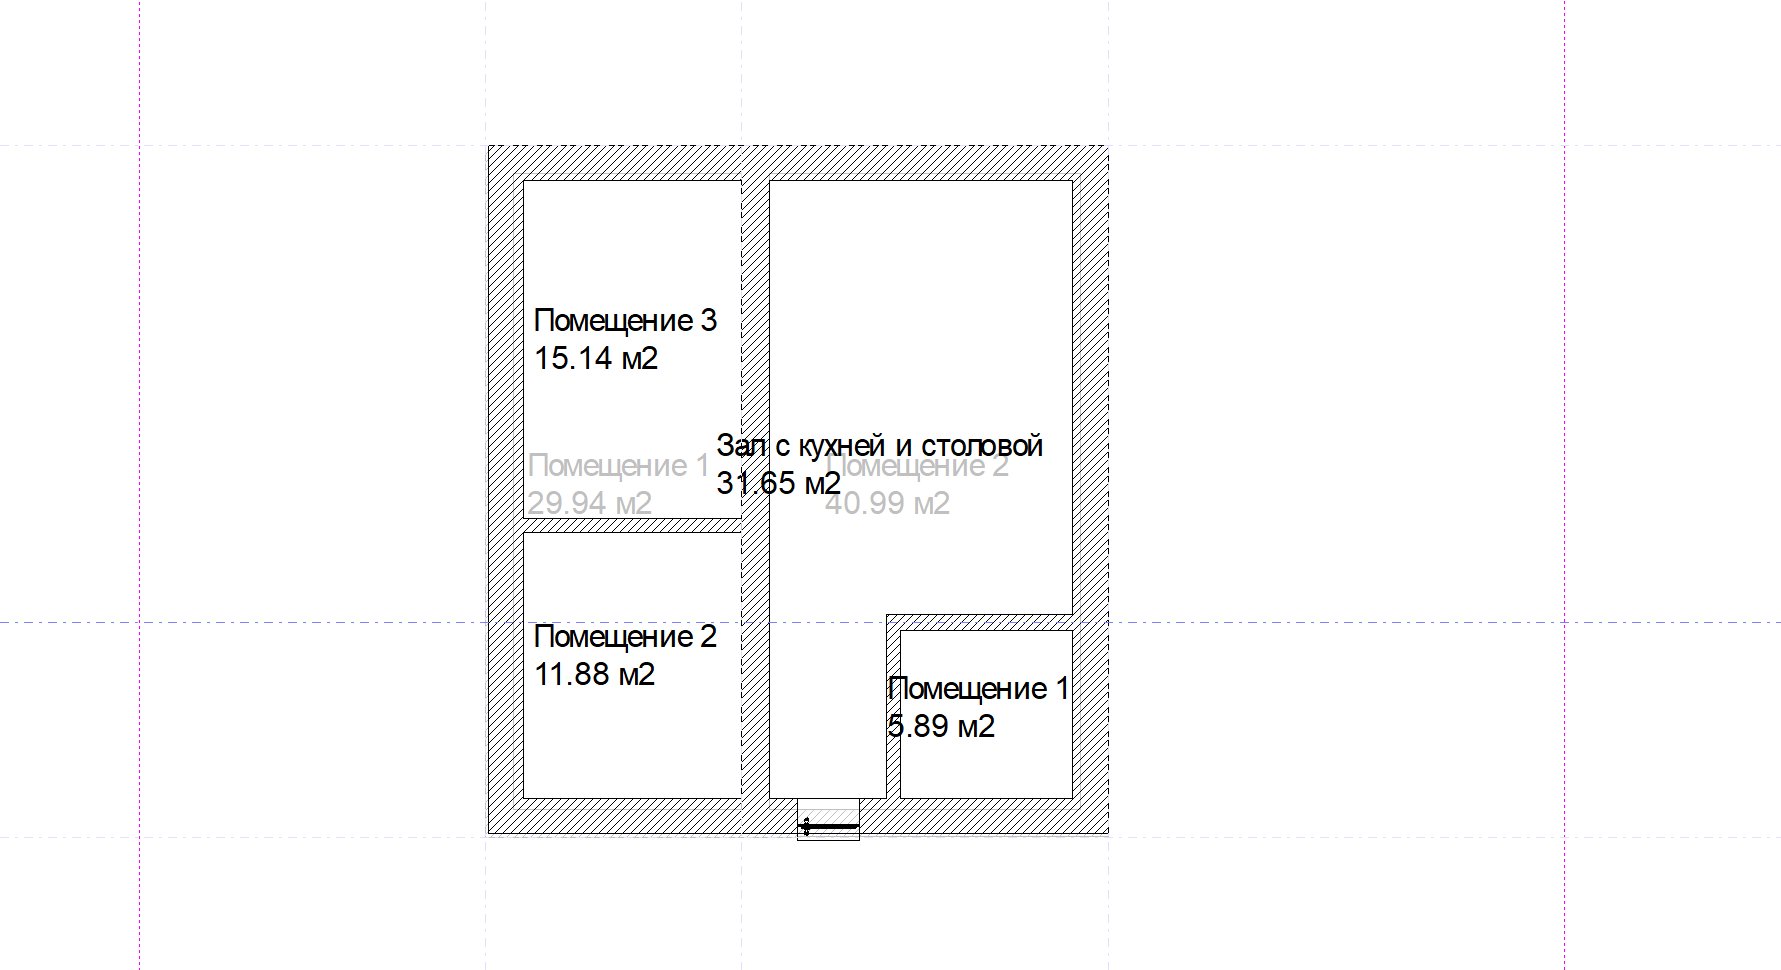 Помещение 3
15.14 м2
Зал с кухней и столовой
31.65 м2
Помещение 1
29.94 м2
Помещение 2
40.99 м2
Помещение 2
11.88 м2
Помещение 1
5.89 м2